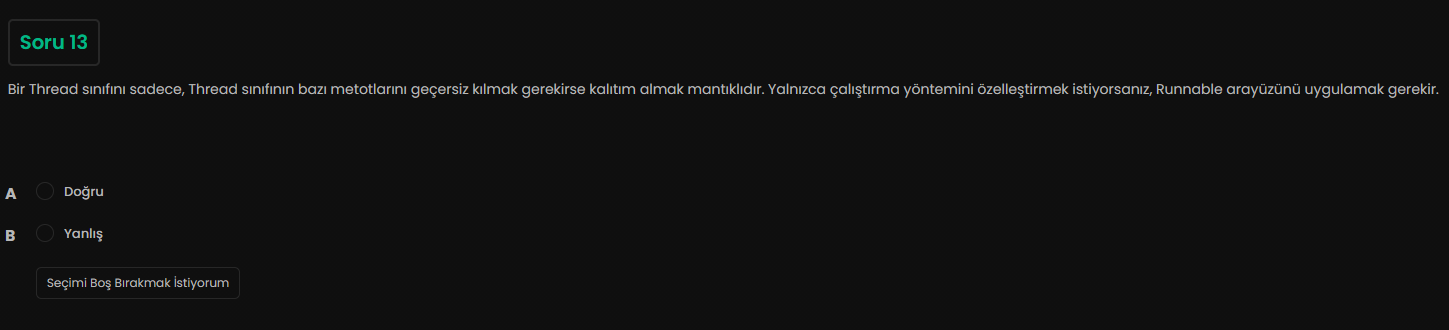 Soru 13
Bir Thread sınıfını sadece, Thread sınıfının bazı metotlarını geçersiz kılmak gerekirse kalıtım almak mantıklıdır. Yalnızca çalıştırma yöntemini özelleştirmek istiyorsanız, Runnable arayüzünü uygulamak gerekir.
A Doğru
B Yanlış
Seçimi Boş Bırakmak İstiyorum